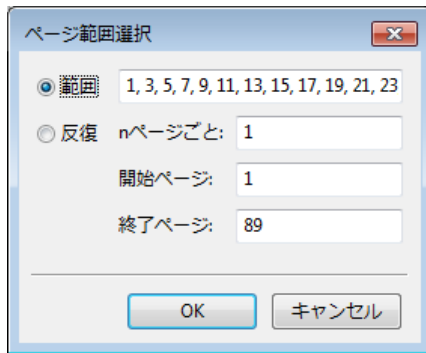 ページ範囲選択
範囲 1, 3, 5, 7, 9, 11, 13, 15, 17, 19, 21, 23
反復 nページごと: 1
開始ページ: 1
終了ページ: 89
OK キャンセル